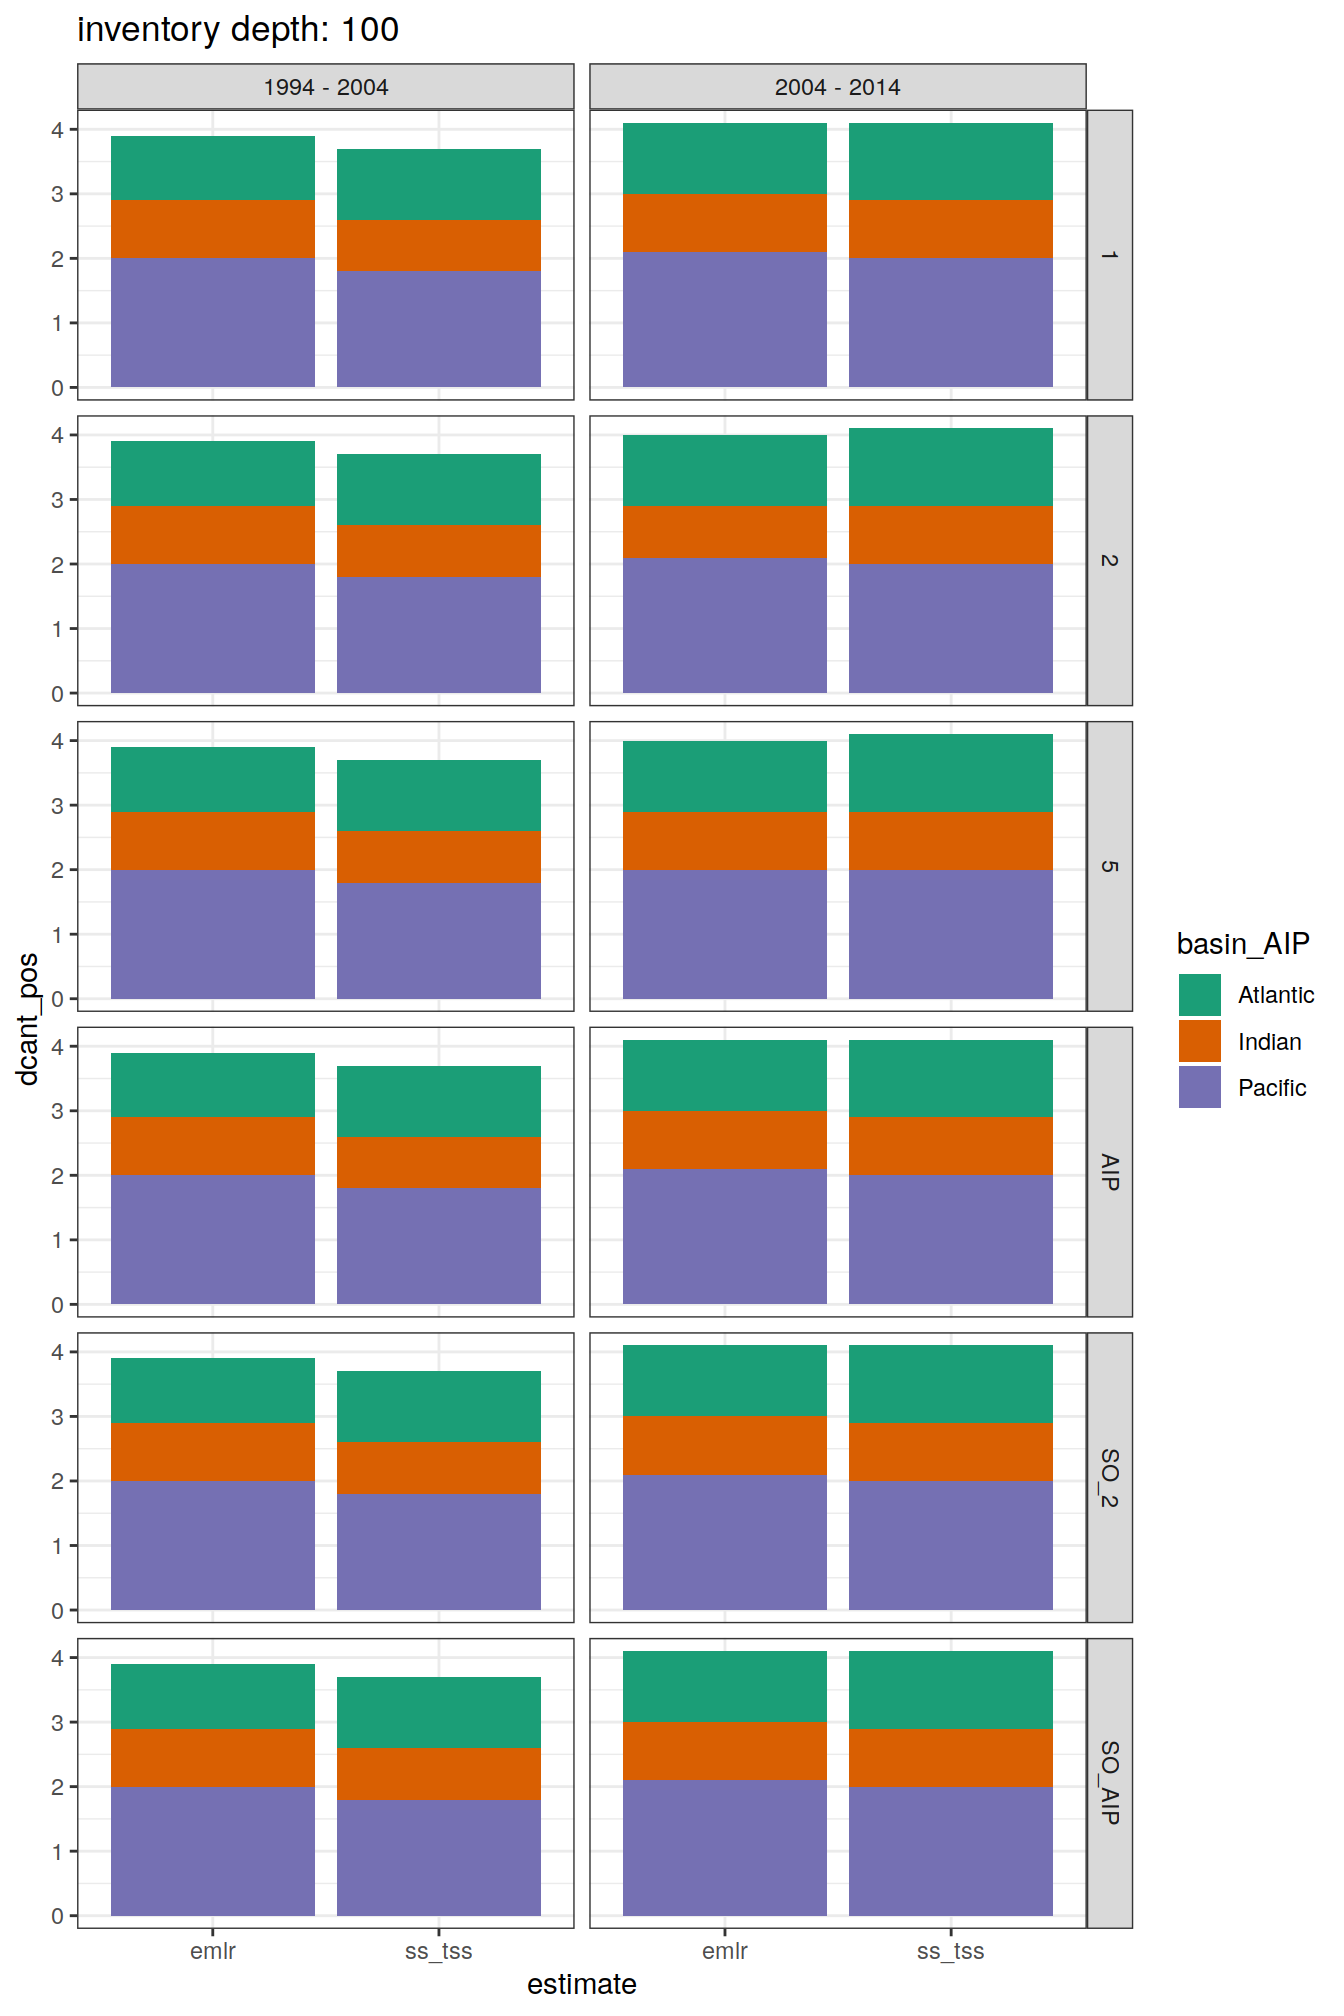 inventory depth: 100
1994 - 2004
2004 - 2014
4
3
2
1
0
1
4
3
2
1
0
2
4
3
2
1
0
5
4
3
2
1
0
AIP
4
3
2
1
0
SO_2
4
3
2
1
0
SO_AIP
emlr
ss_tss
emlr
ss_tss
estimate
dcant_pos
basin_AIP
Atlantic
Indian
Pacific